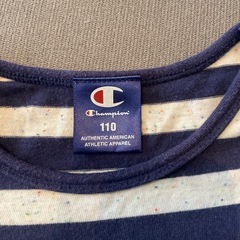 Champion
110
AUTHENTIC AMERICAN
ATHLETIC APPAREL